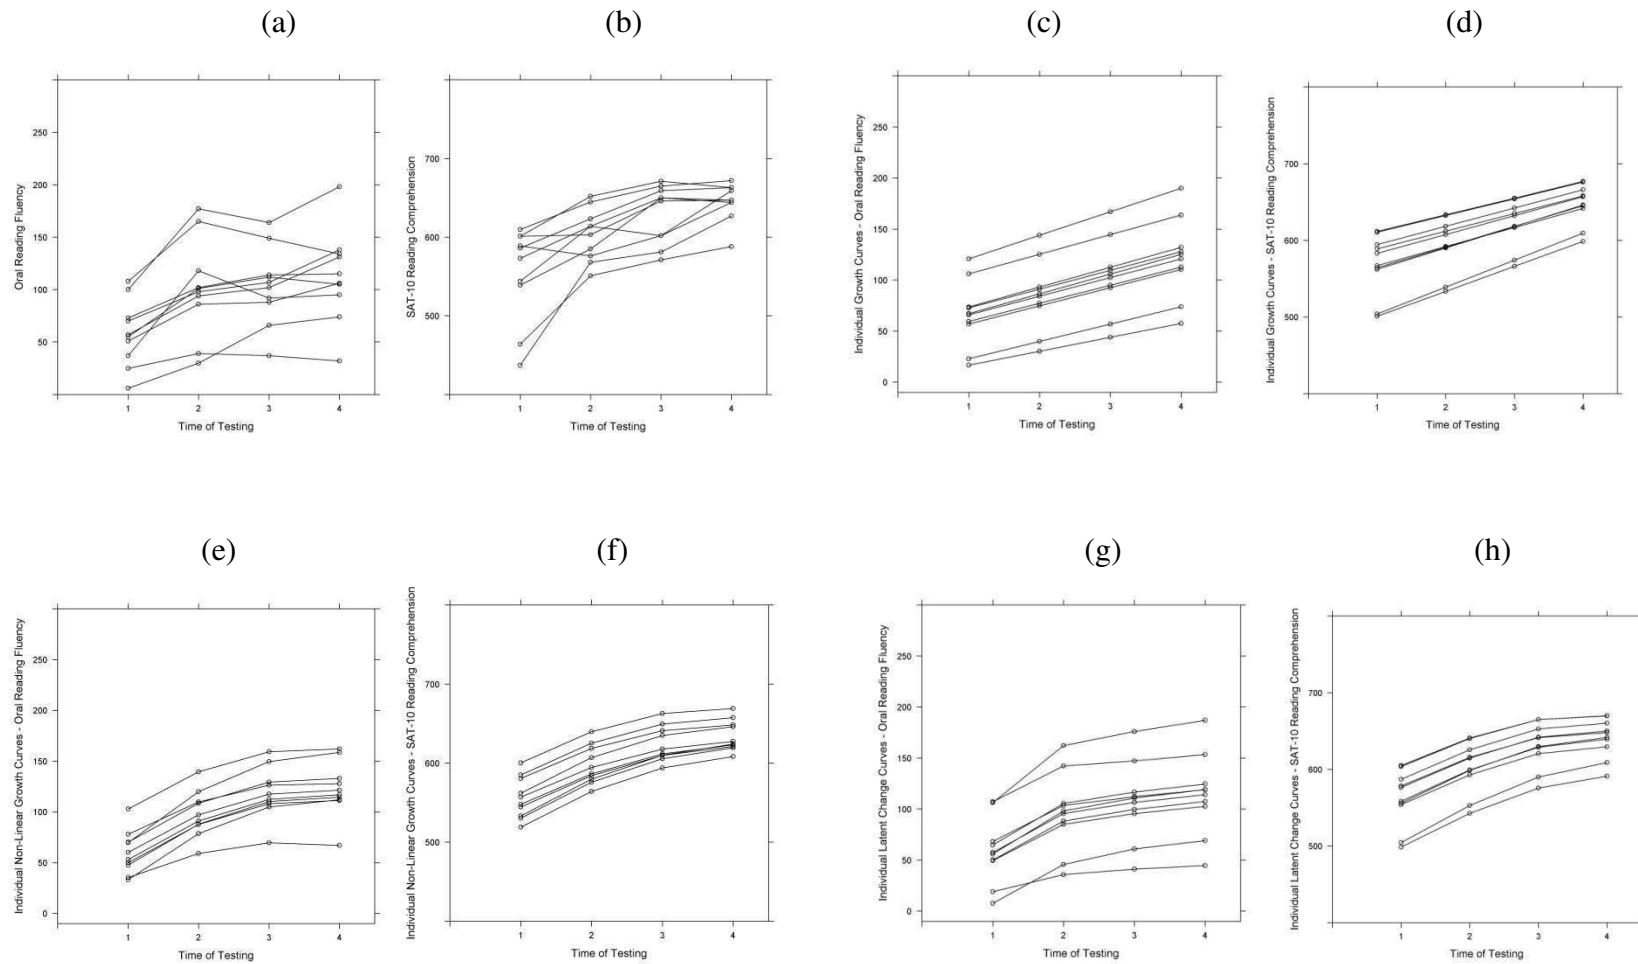 (a)
(b)
(c)
(d)
Oral Reading Fluency
250
200
150
100
50
1 2 3 4
Time of Testing
SAT-10 Reading Comprehension
700
600
500
1 2 3 4
Time of Testing
Individual Growth Curves - Oral Reading Fluency
250
200
150
100
50
0
1 2 3 4
Time of Testing
Individual Growth Curves - SAT-10 Reading Comprehension
700
600
500
1 2 3 4
Time of Testing
(e)
(f)
(g)
(h)
Individual Non-Linear Growth Curves - Oral Reading Fluency
250
200
150
100
50
0
1 2 3 4
Time of Testing
Individual Non-Linear Growth Curves - SAT-10 Reading Comprehension
700
600
500
1 2 3 4
Time of Testing
Individual Latent Change Curves - Oral Reading Fluency
250
200
150
100
50
0
1 2 3 4
Time of Testing
Individual Latent Change Curves - SAT-10 Reading Comprehension
700
600
500
1 2 3 4
Time of Testing